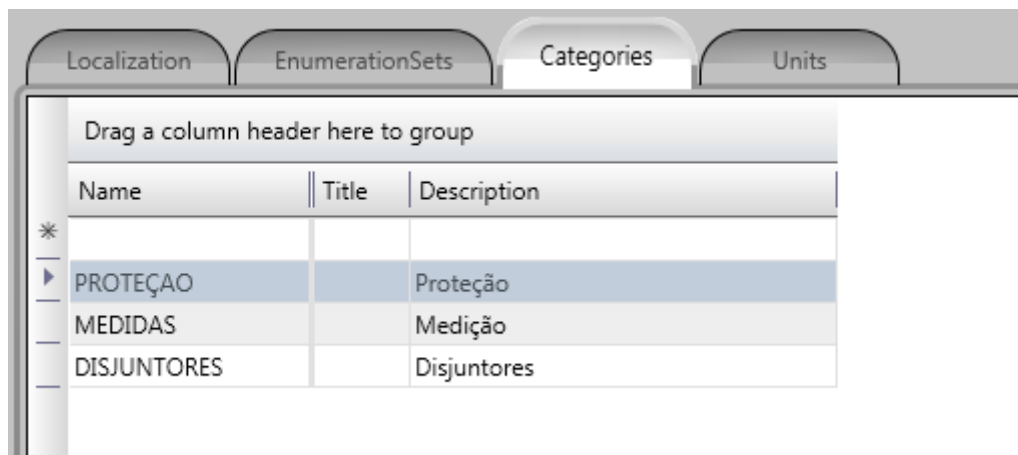 Localization EnumerationSets Categories Units
Drag a column header here to group
Name Title Description
PROTEÇAO Proteção
MEDIDAS Medição
DISJUNTORES Disjuntores